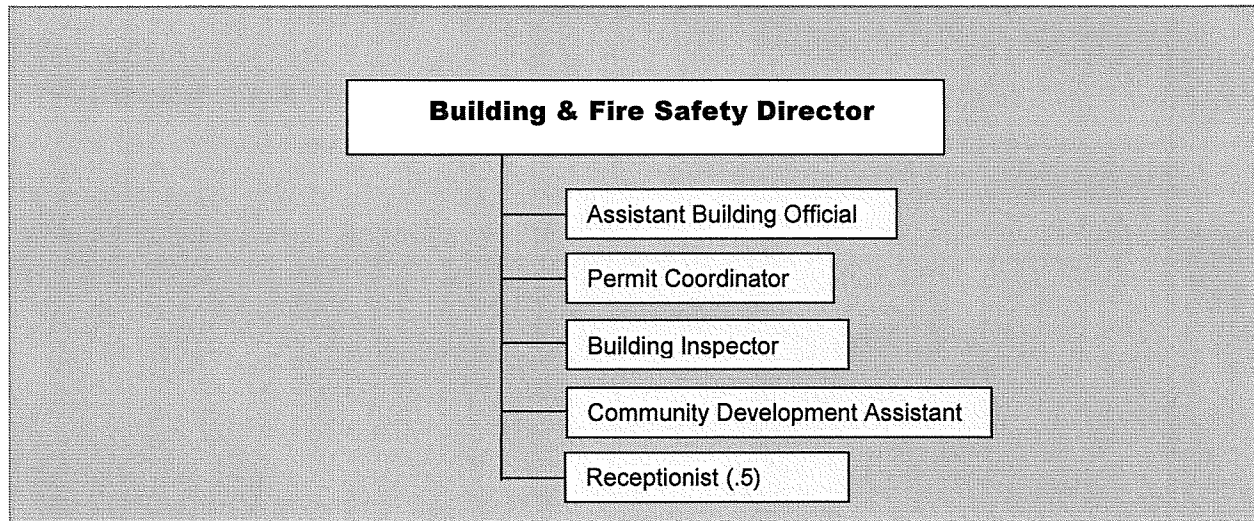 Building & Fire Safety Director
Assistant Building Official
Permit Coordinator
Building Inspector
Community Development Assistant
Receptionist (.5)